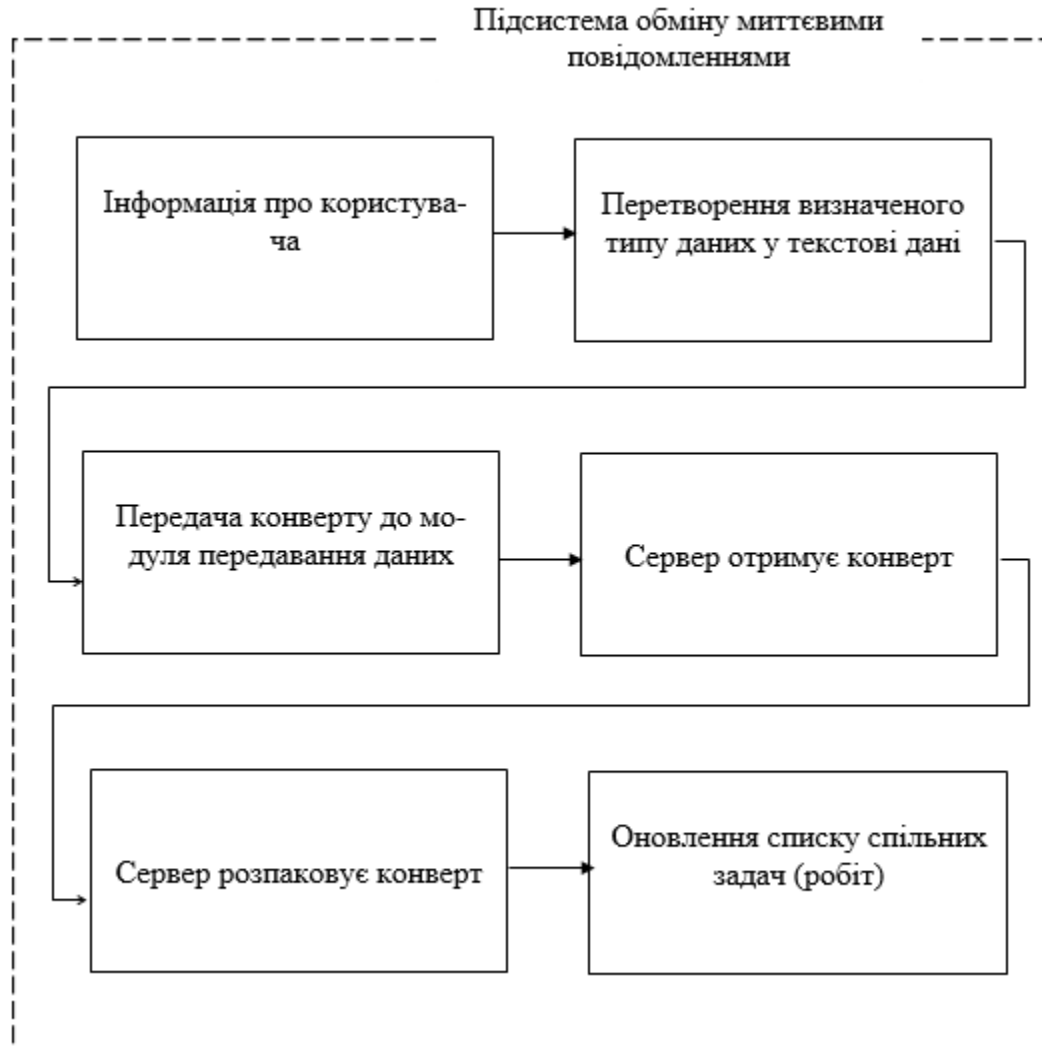 Підсистема обміну миттєвими
повідомленнями
Інформація про користува-
ча
Перетворення визначеного
типу даних у текстові дані
Передача конверту до мо-
дуля передавання даних
Сервер отримує конверт
Сервер розпаковує конверт
Оновлення списку спільних
задач (робіт)